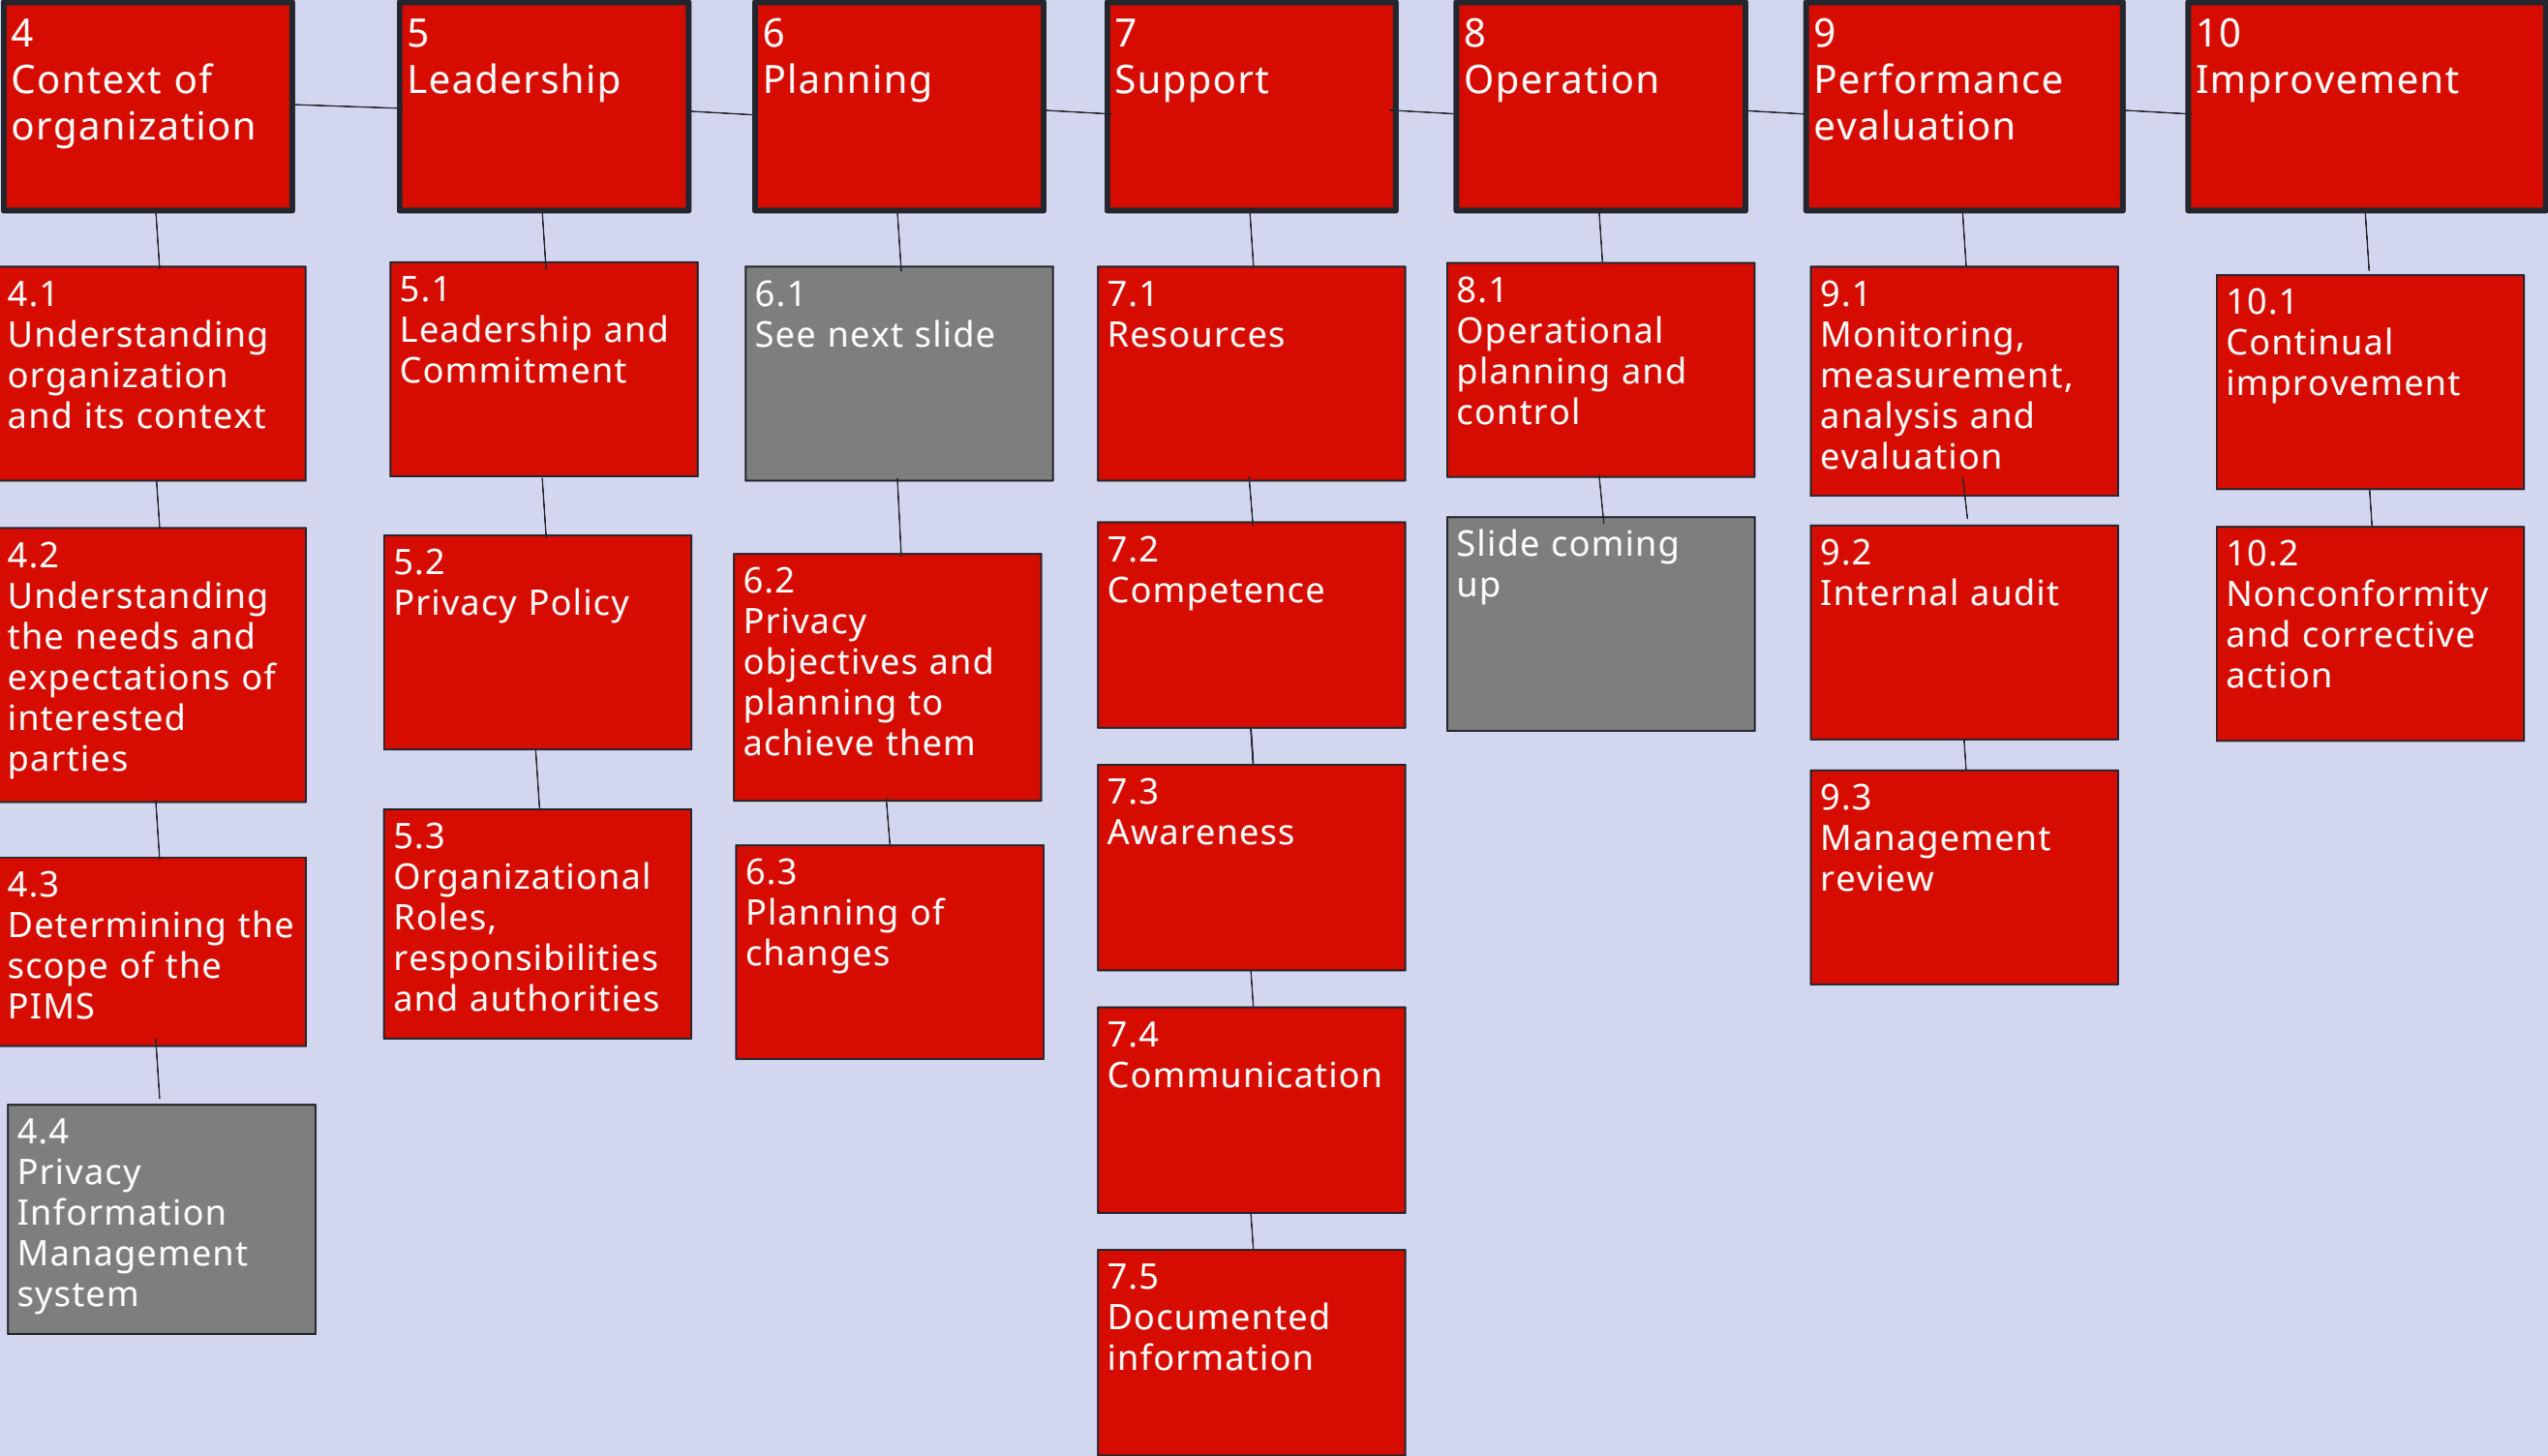 4
Context of
organization
5
Leadership
6
Planning
7
Support
8
Operation
9
Performance
evaluation
10
Improvement
4.1
Understanding
organization
and its context
4.2
Understanding
the needs and
expectations of
interested
parties
4.3
Determining the
scope of the
PIMS
4.4
Privacy
Information
Management
system
5.1
Leadership and
Commitment
5.2
Privacy Policy
5.3
Organizational
Roles,
responsibilities
and authorities
6.1
See next slide
6.2
Privacy
objectives and
planning to
achieve them
6.3
Planning of
changes
7.1
Resources
7.2
Competence
7.3
Awareness
7.4
Communication
7.5
Documented
information
8.1
Operational
planning and
control
Slide coming
up
9.1
Monitoring,
measurement,
analysis and
evaluation
9.2
Internal audit
9.3
Management
review
10.1
Continual
improvement
10.2
Nonconformity
and corrective
action